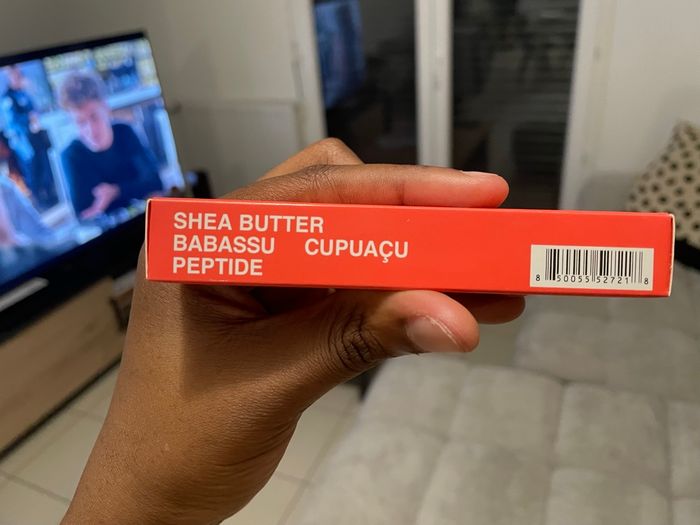 SHEA BUTTER
BABASSU CUPUAÇU
PEPTIDE
8 50055 52721 8